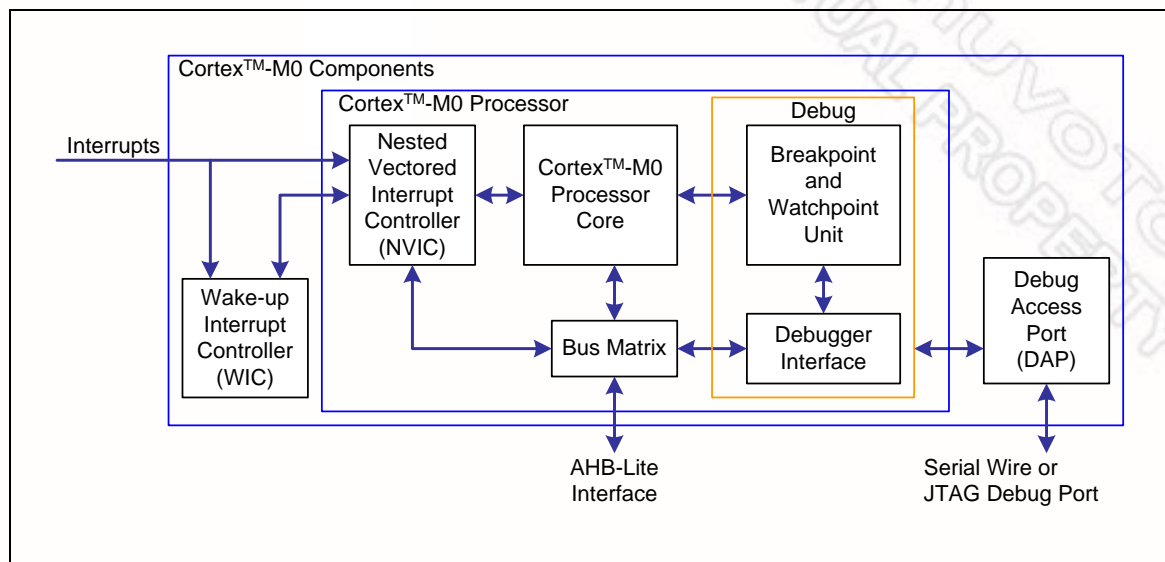 Cortex™-M0 Components
Cortex™-M0 Processor
Debug
Interrupts
Nested
Vectored
Interrupt
Controller
(NVIC)
Cortex™-M0
Processor
Core
Breakpoint
and
Watchpoint
Unit
Wake-up
Interrupt
Controller
(WIC)
Bus Matrix
Debugger
Interface
Debug
Access
Port
(DAP)
AHB-Lite
Interface
Serial Wire or
JTAG Debug Port
PROPERTY